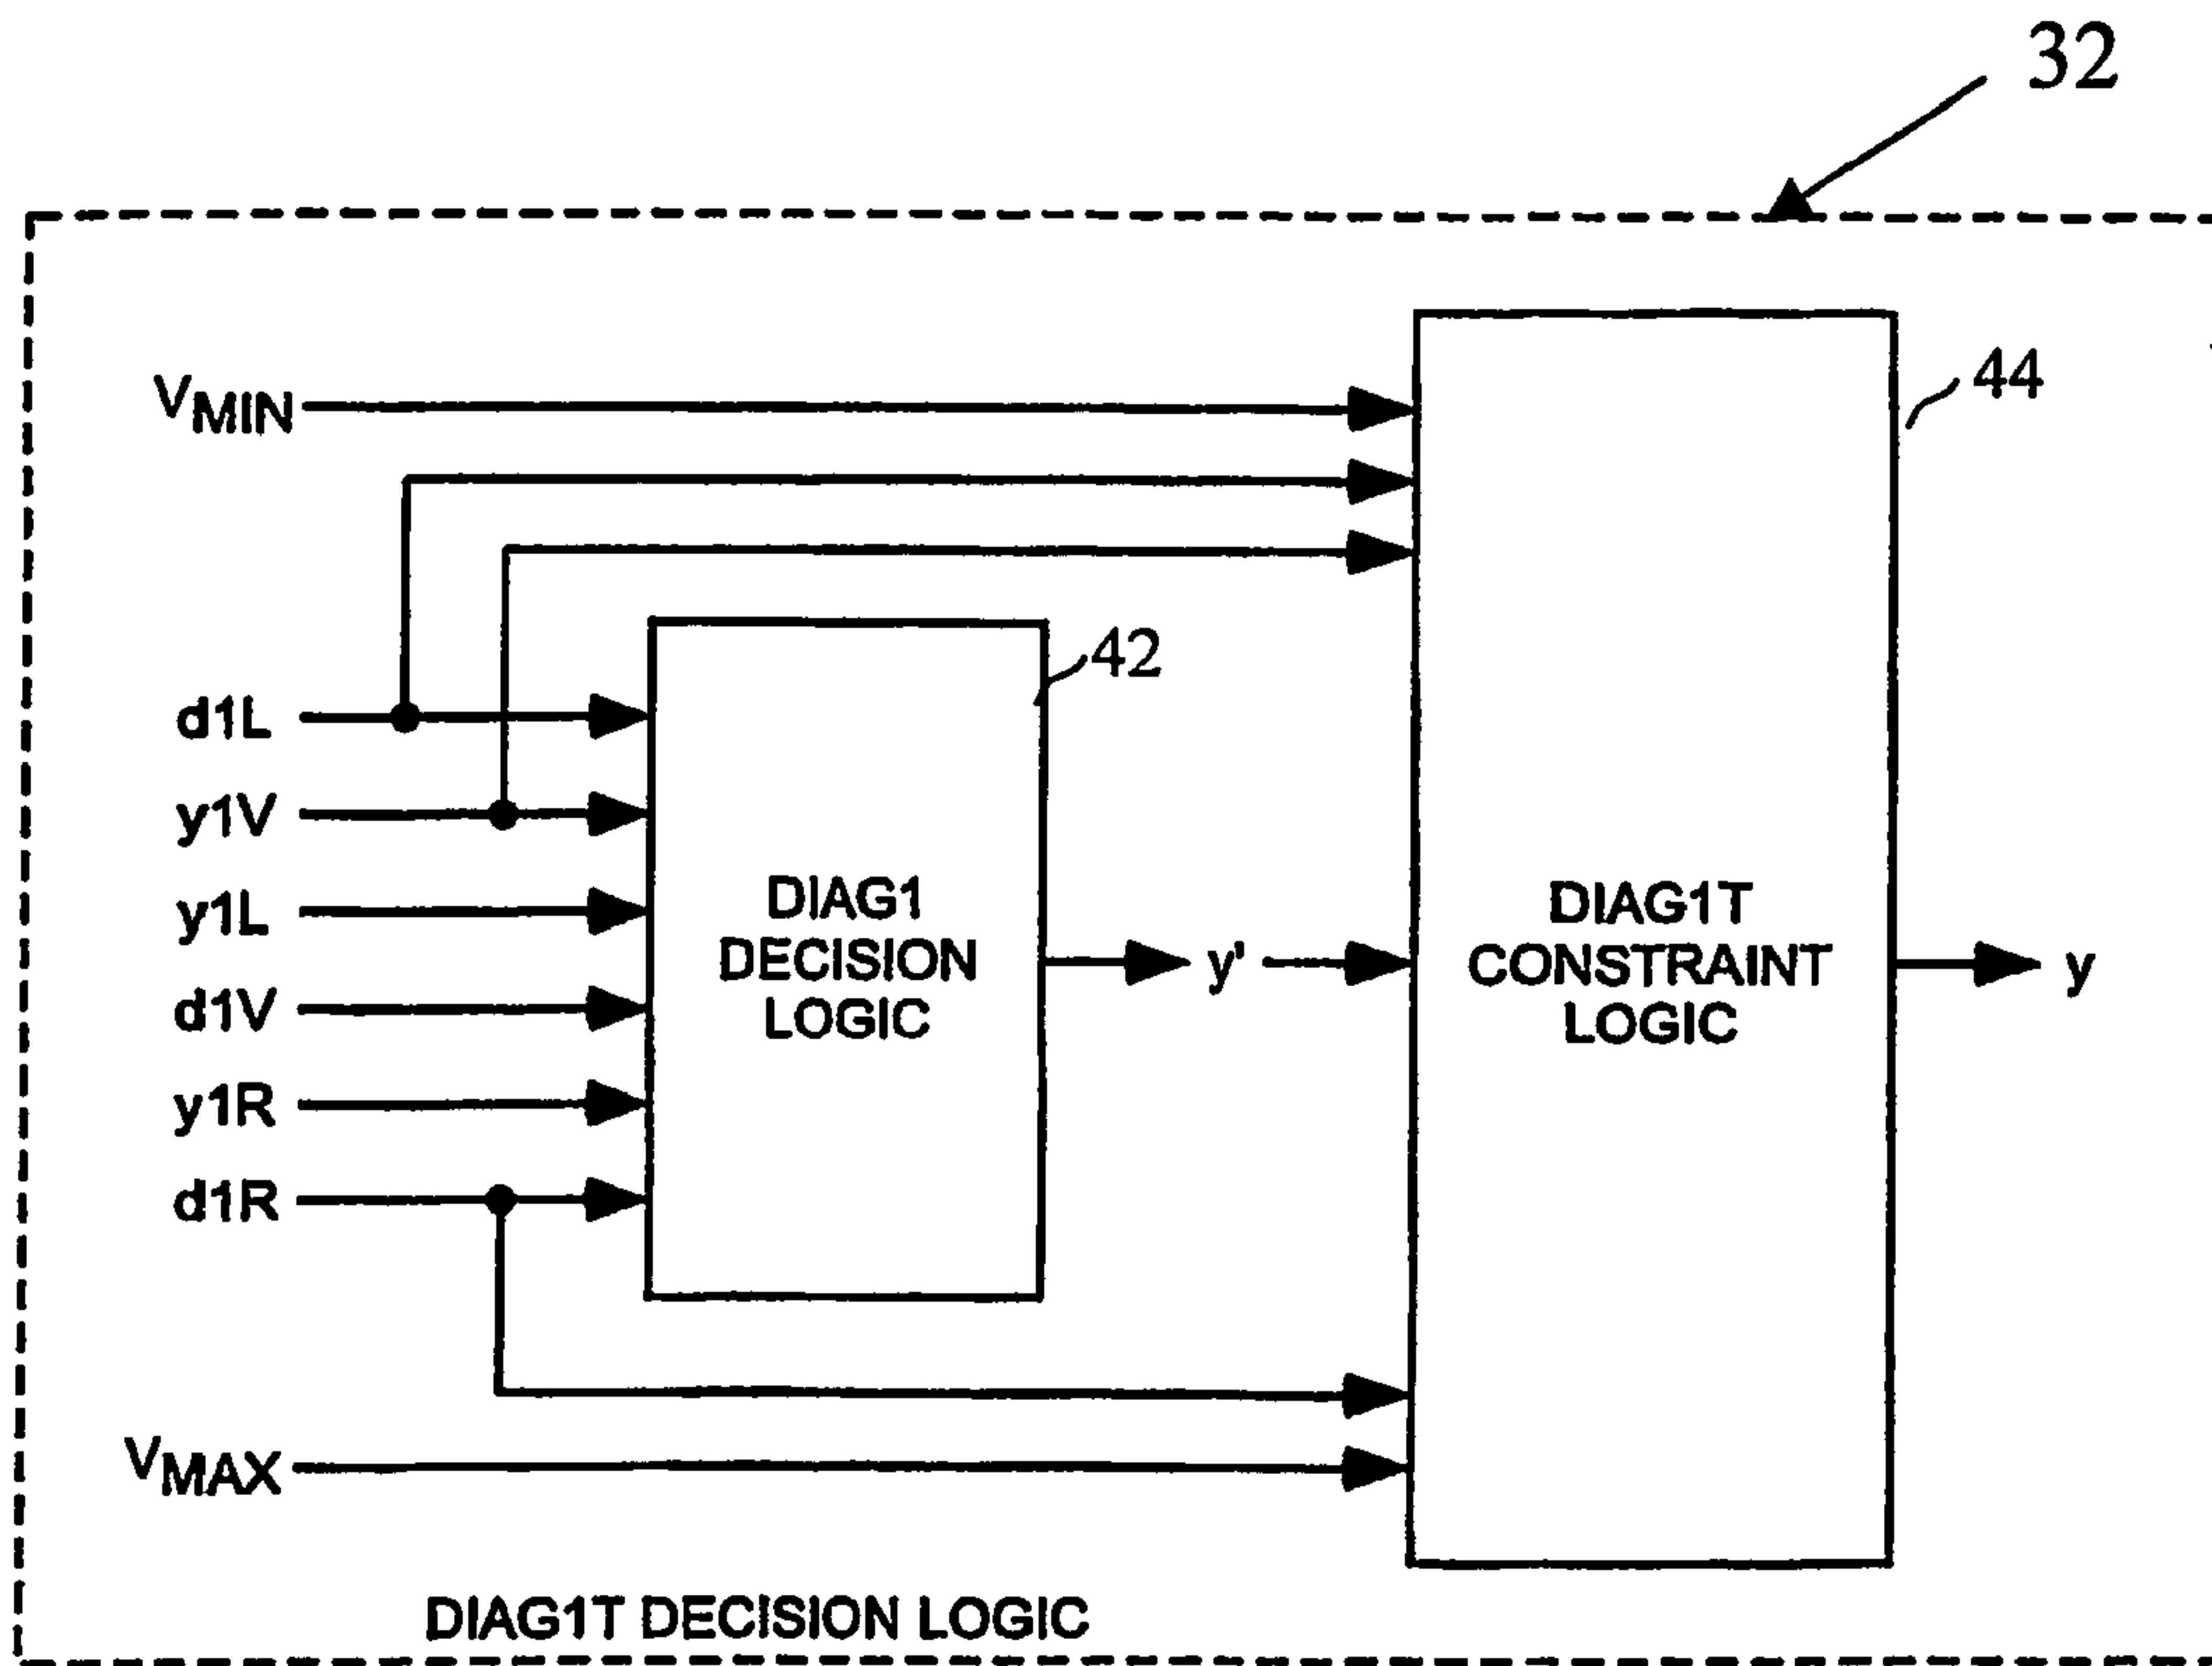 32
VMIN
44
42
d1L
y1V
y1L
d1V
y1R
d1R
DIAG1
DECISION
LOGIC
y'
DIAG1T
CONSTRAINT
LOGIC
y
VMAX
DIAG1T DECISION LOGIC